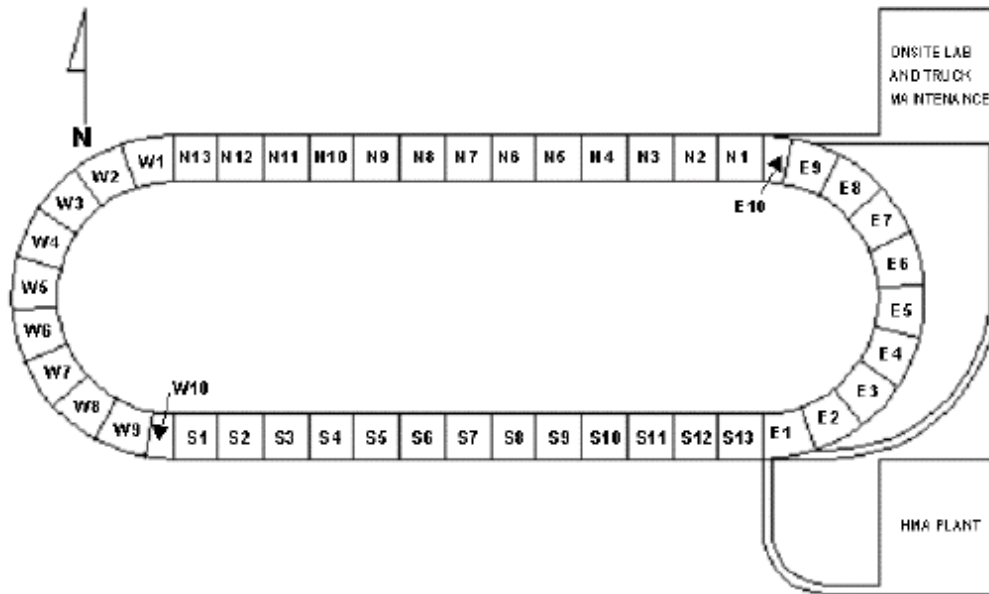 ONSITE LAB
AND TRUCK
MAINTENANCE
N
W1 N13 N12 N11 N10 N9 N8 N7 N6 N5 N4 N3 N2 N1 E9
W2 E8
W3 E10 E7
W4 E6
W5 E5
W6 E4
W7 W10 E3
W8 E2
W9 S1 S2 S3 S4 S5 S6 S7 S8 S9 S10 S11 S12 S13 E1
HMA PLANT